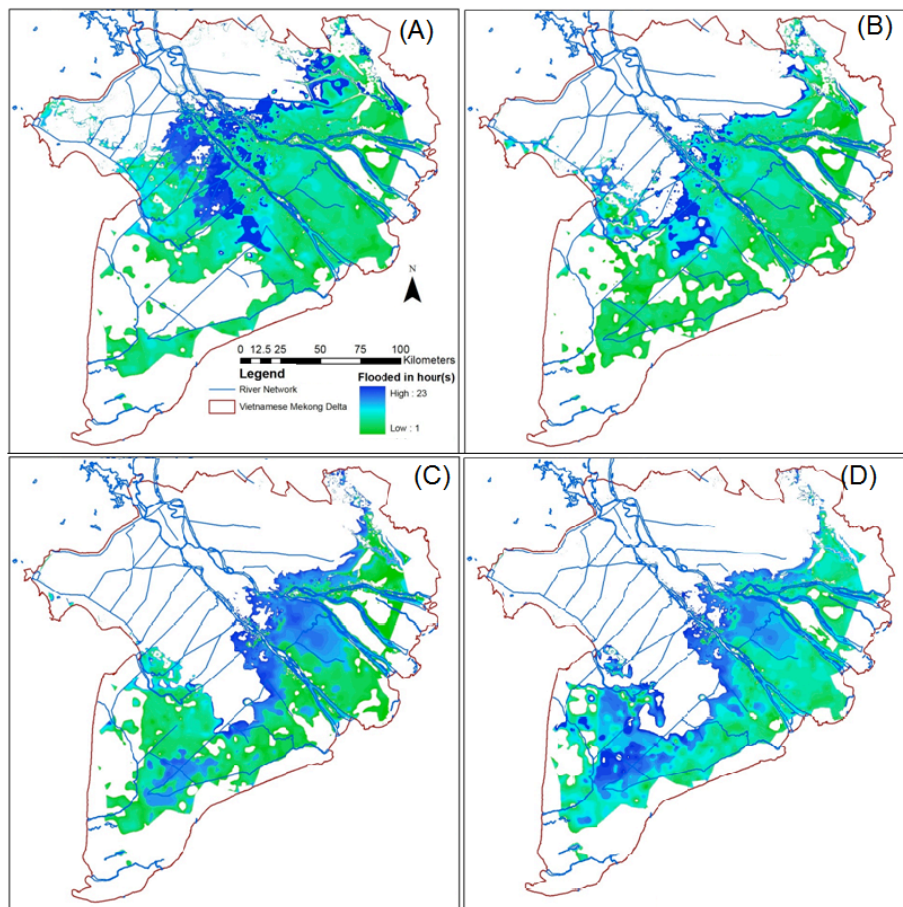 (A)
(B)
N
0 12.5 25 50 75 100
Kilometers
Legend
River Network
Vietnamese Mekong Delta
Flooded in hour(s)
High : 23
Low : 1
(C)
(D)